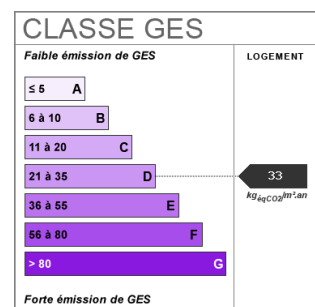 CLASSE GES
Faible émission de GES
LOGEMENT
≤ 5 A
6 à 10 B
11 à 20 C
21 à 35 D
33
kgéqCO2/m².an
36 à 55 E
56 à 80 F
> 80 G
Forte émission de GES